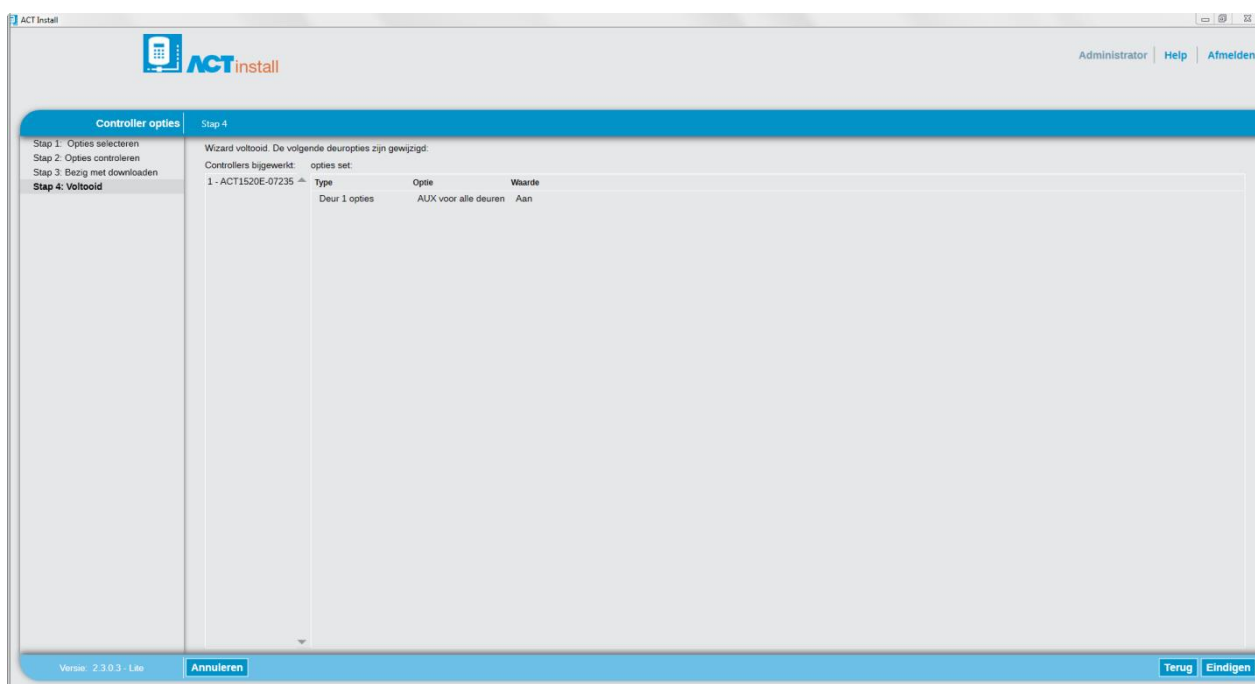 ACT Install
ACTinstall
Administrator Help Afmelden
Controller opties
Stap 4
Stap 1: Opties selecteren
Stap 2: Opties controleren
Stap 3: Bezig met downloaden
Stap 4: Voltooid
Wizard voltooid. De volgende deuropties zijn gewijzigd:
Controllers bijgewerkt: opties set:
1 - ACT1520E-07235
Type Optie Waarde
Deur 1 opties AUX voor alle deuren Aan
Versie: 2.3.0.3 - Lite
Annuleren
Terug
Eindigen